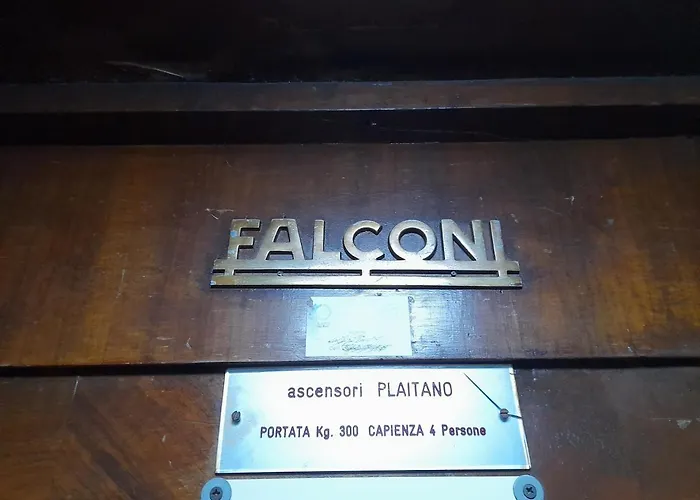 FALCONI
ascensori PLAITANO
PORTATA Kg. 300 CAPIENZA 4 Persone